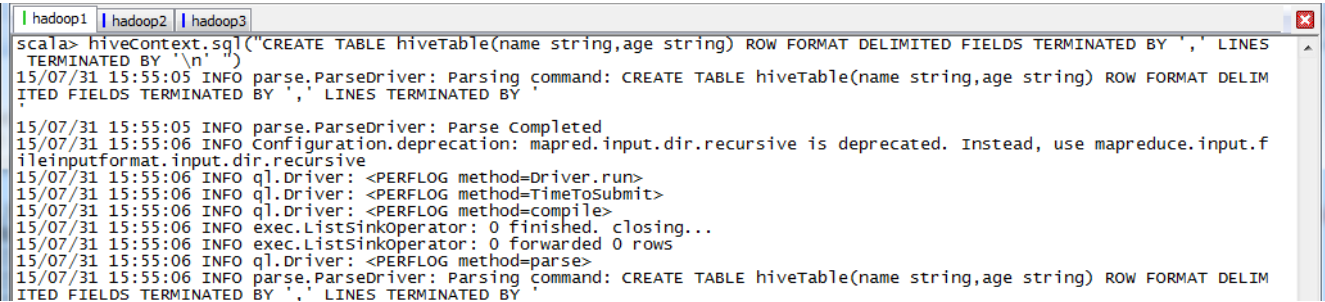 hadoop1 hadoop2 hadoop3
scala> hiveContext.sql("CREATE TABLE hiveTable(name string,age string) ROW FORMAT DELIMITED FIELDS TERMINATED BY ',' LINES
 TERMINATED BY '\n' ")
15/07/31 15:55:05 INFO parse.ParseDriver: Parsing command: CREATE TABLE hiveTable(name string,age string) ROW FORMAT DELIM
ITED FIELDS TERMINATED BY ',' LINES TERMINATED BY '
'
15/07/31 15:55:05 INFO parse.ParseDriver: Parse Completed
15/07/31 15:55:06 INFO Configuration.deprecation: mapred.input.dir.recursive is deprecated. Instead, use mapreduce.input.f
ileinputformat.input.dir.recursive
15/07/31 15:55:06 INFO ql.Driver: <PERFLOG method=Driver.run>
15/07/31 15:55:06 INFO ql.Driver: <PERFLOG method=TimeToSubmit>
15/07/31 15:55:06 INFO ql.Driver: <PERFLOG method=compile>
15/07/31 15:55:06 INFO exec.ListSinkOperator: 0 finished. closing...
15/07/31 15:55:06 INFO exec.ListSinkOperator: 0 forwarded 0 rows
15/07/31 15:55:06 INFO ql.Driver: <PERFLOG method=parse>
15/07/31 15:55:06 INFO parse.ParseDriver: Parsing command: CREATE TABLE hiveTable(name string,age string) ROW FORMAT DELIM
ITED FIELDS TERMINATED BY ',' LINES TERMINATED BY '